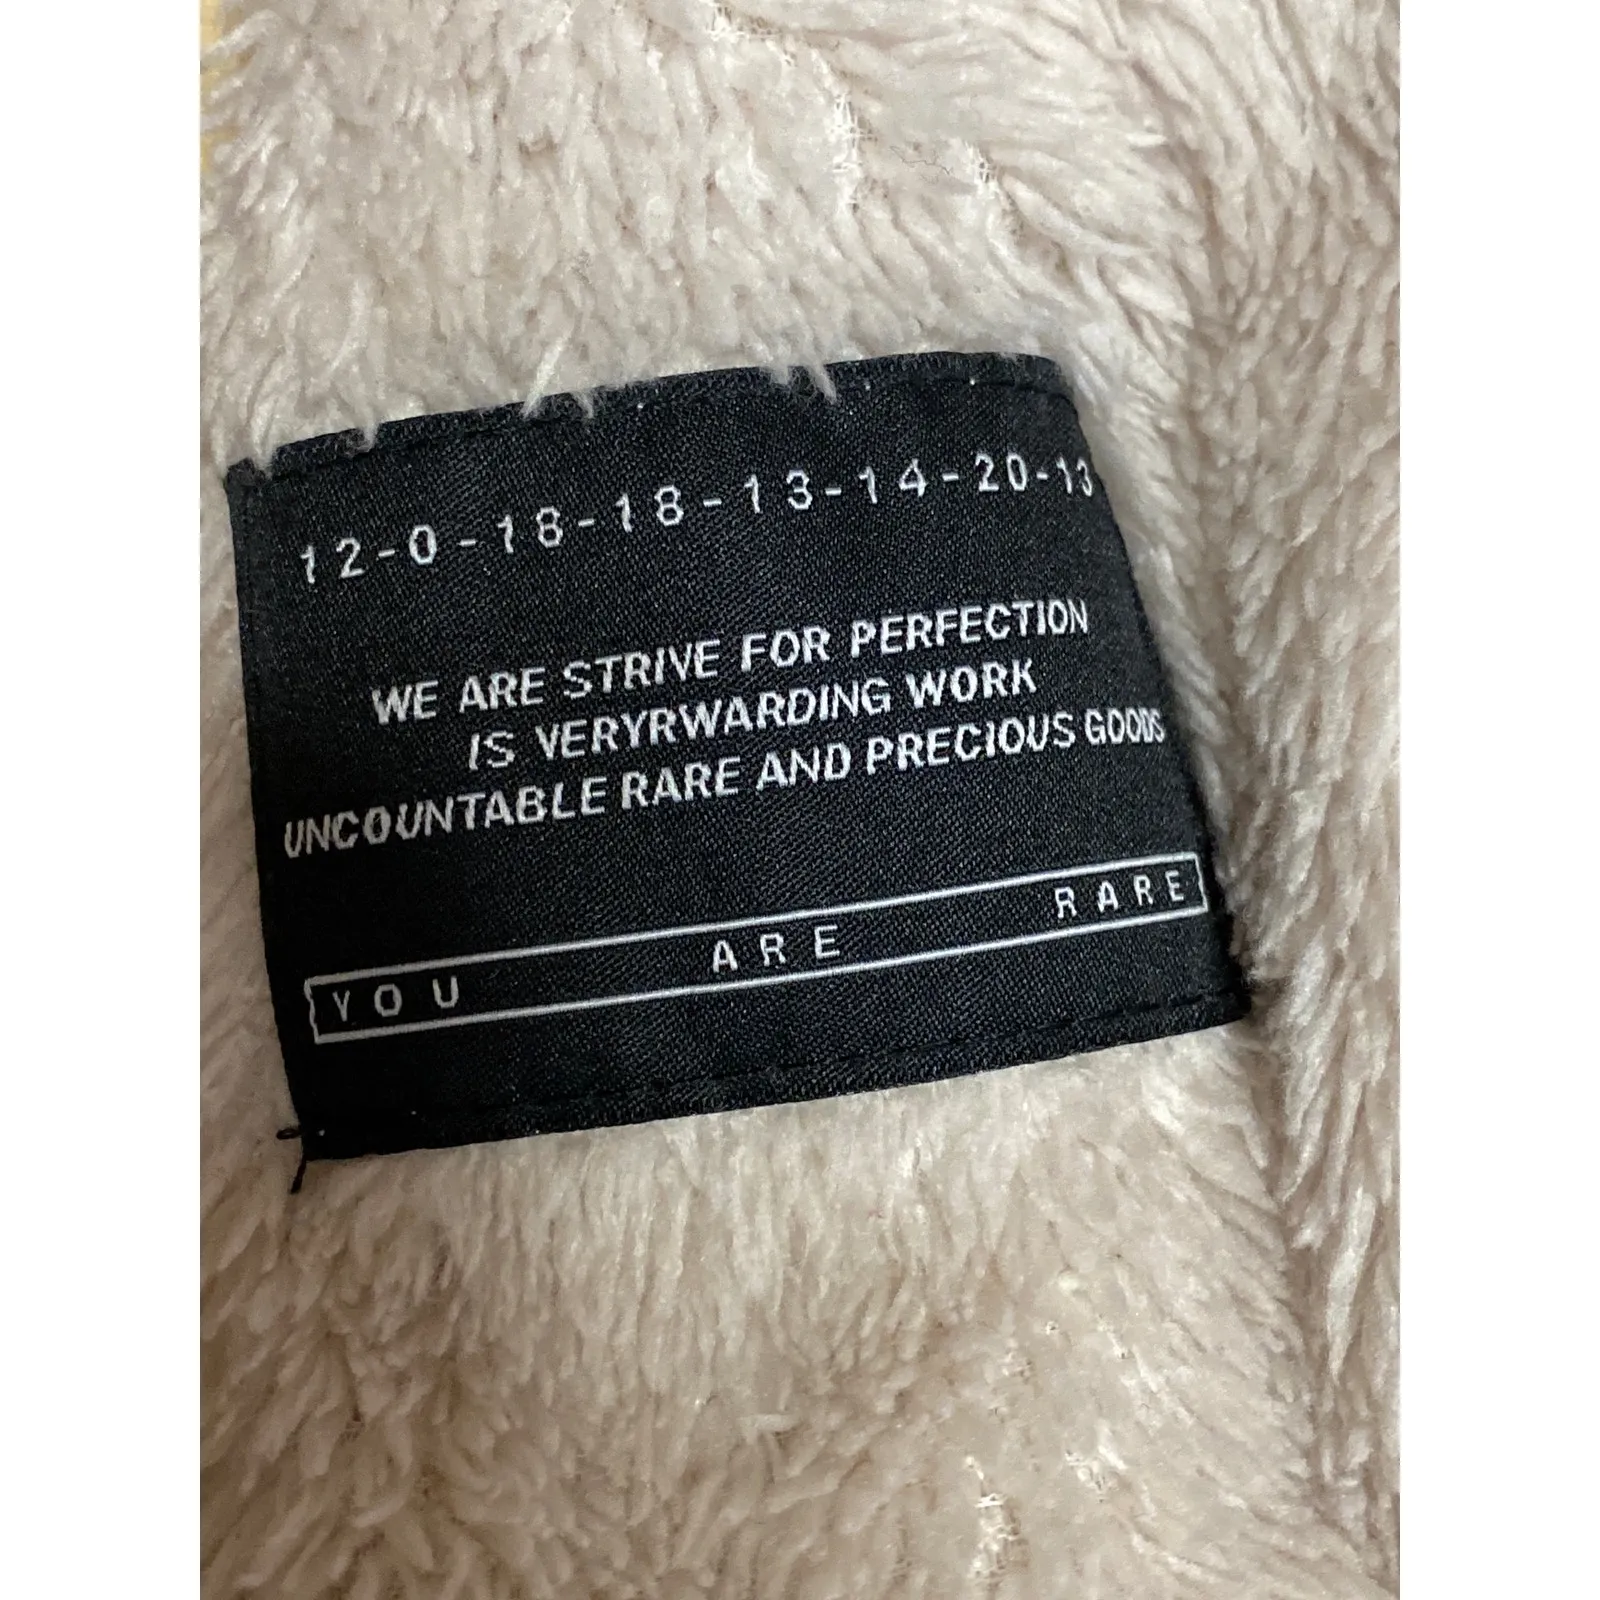 12-0-18-18-13-14-20-13
WE ARE STRIVE FOR PERFECTION
IS VERYRWARDING WORK
UNCOUNTABLE RARE AND PRECIOUS GOODS
YOU ARE RARE